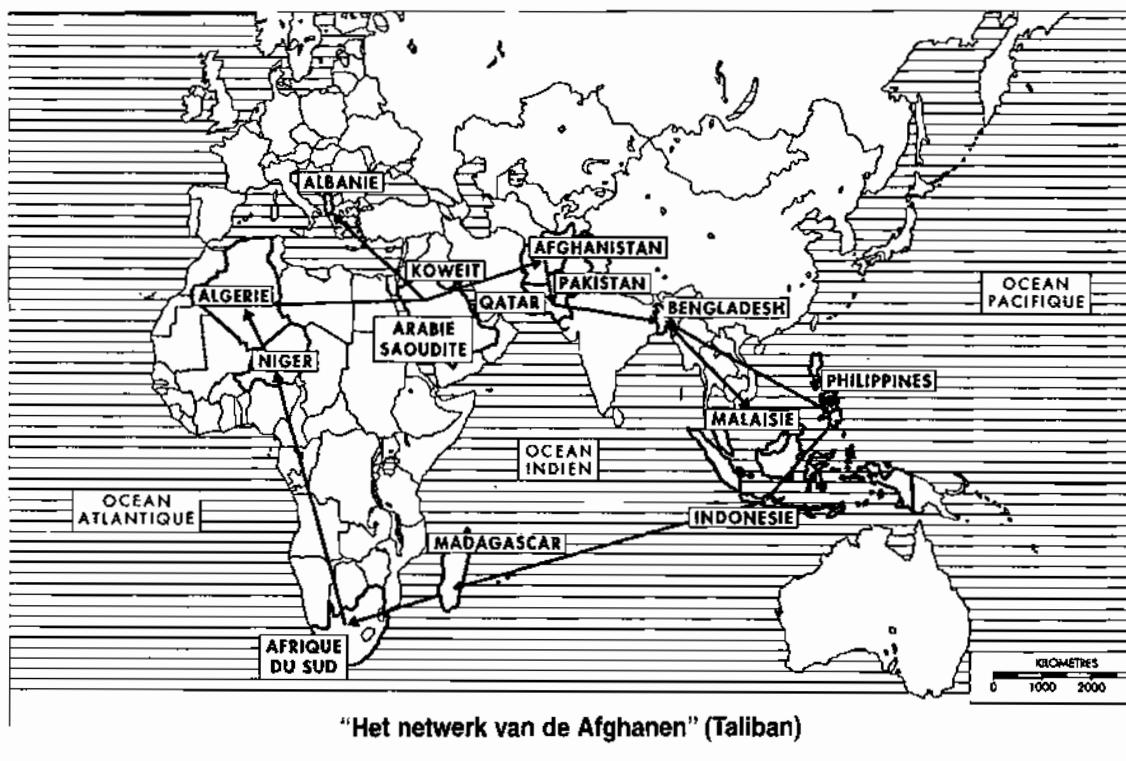 ALBANIE
AFGHANISTAN
KOWEIT
PAKISTAN
OCEAN
PACIFIQUE
ALGERIE
QATAR
BENGLADESH
ARABIE
SAOUDITE
NIGER
PHILIPPINES
MALAISIE
OCEAN
INDIEN
OCEAN
ATLANTIQUE
INDONESIE
MADAGASCAR
AFRIQUE
DU SUD
KILOMETRES
0 1000 2000
"Het netwerk van de Afghanen" (Taliban)